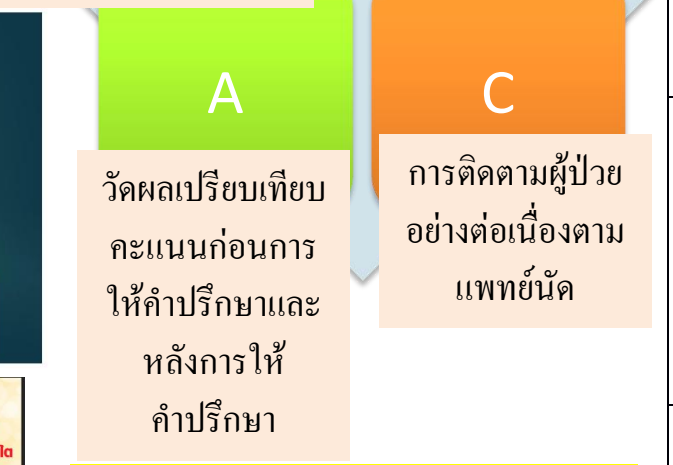 A
วัดผลเปรียบเทียบ
คะแนนก่อนการ
ให้คำปรึกษาและ
หลังการให้
คำปรึกษา
C
การติดตามผู้ป่วย
อย่างต่อเนื่องตาม
แพทย์นัด
la